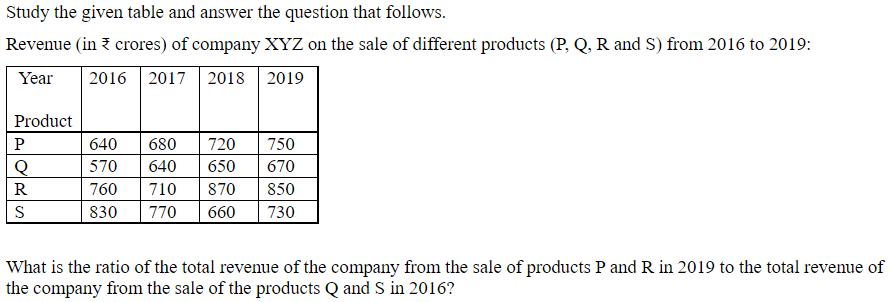 Study the given table and answer the question that follows.
Revenue (in ₹ crores) of company XYZ on the sale of different products (P, Q, R and S) from 2016 to 2019:
Year 2016 2017 2018 2019
Product
P 640 680 720 750
Q 570 640 650 670
R 760 710 870 850
S 830 770 660 730
What is the ratio of the total revenue of the company from the sale of products P and R in 2019 to the total revenue of
the company from the sale of the products Q and S in 2016?